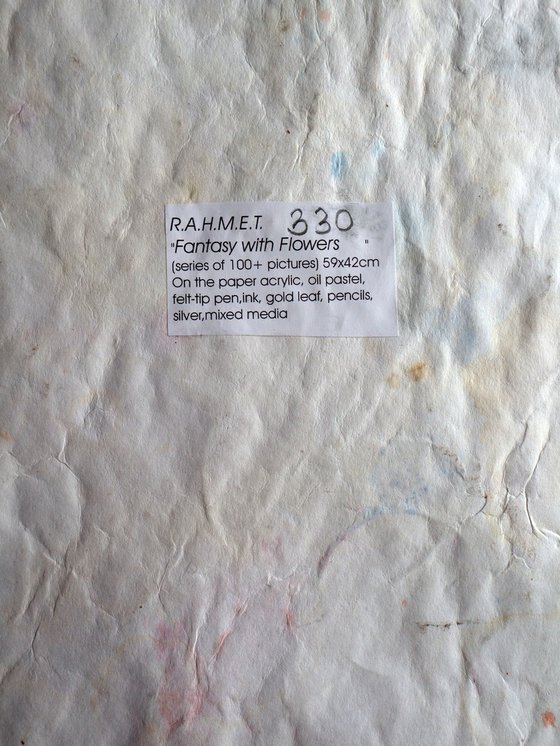 R.A.H.M.E.T. 330
"Fantasy with Flowers "
(series of 100+ pictures) 59x42cm
On the paper acrylic, oil pastel,
felt-tip pen,ink, gold leaf, pencils,
silver,mixed media